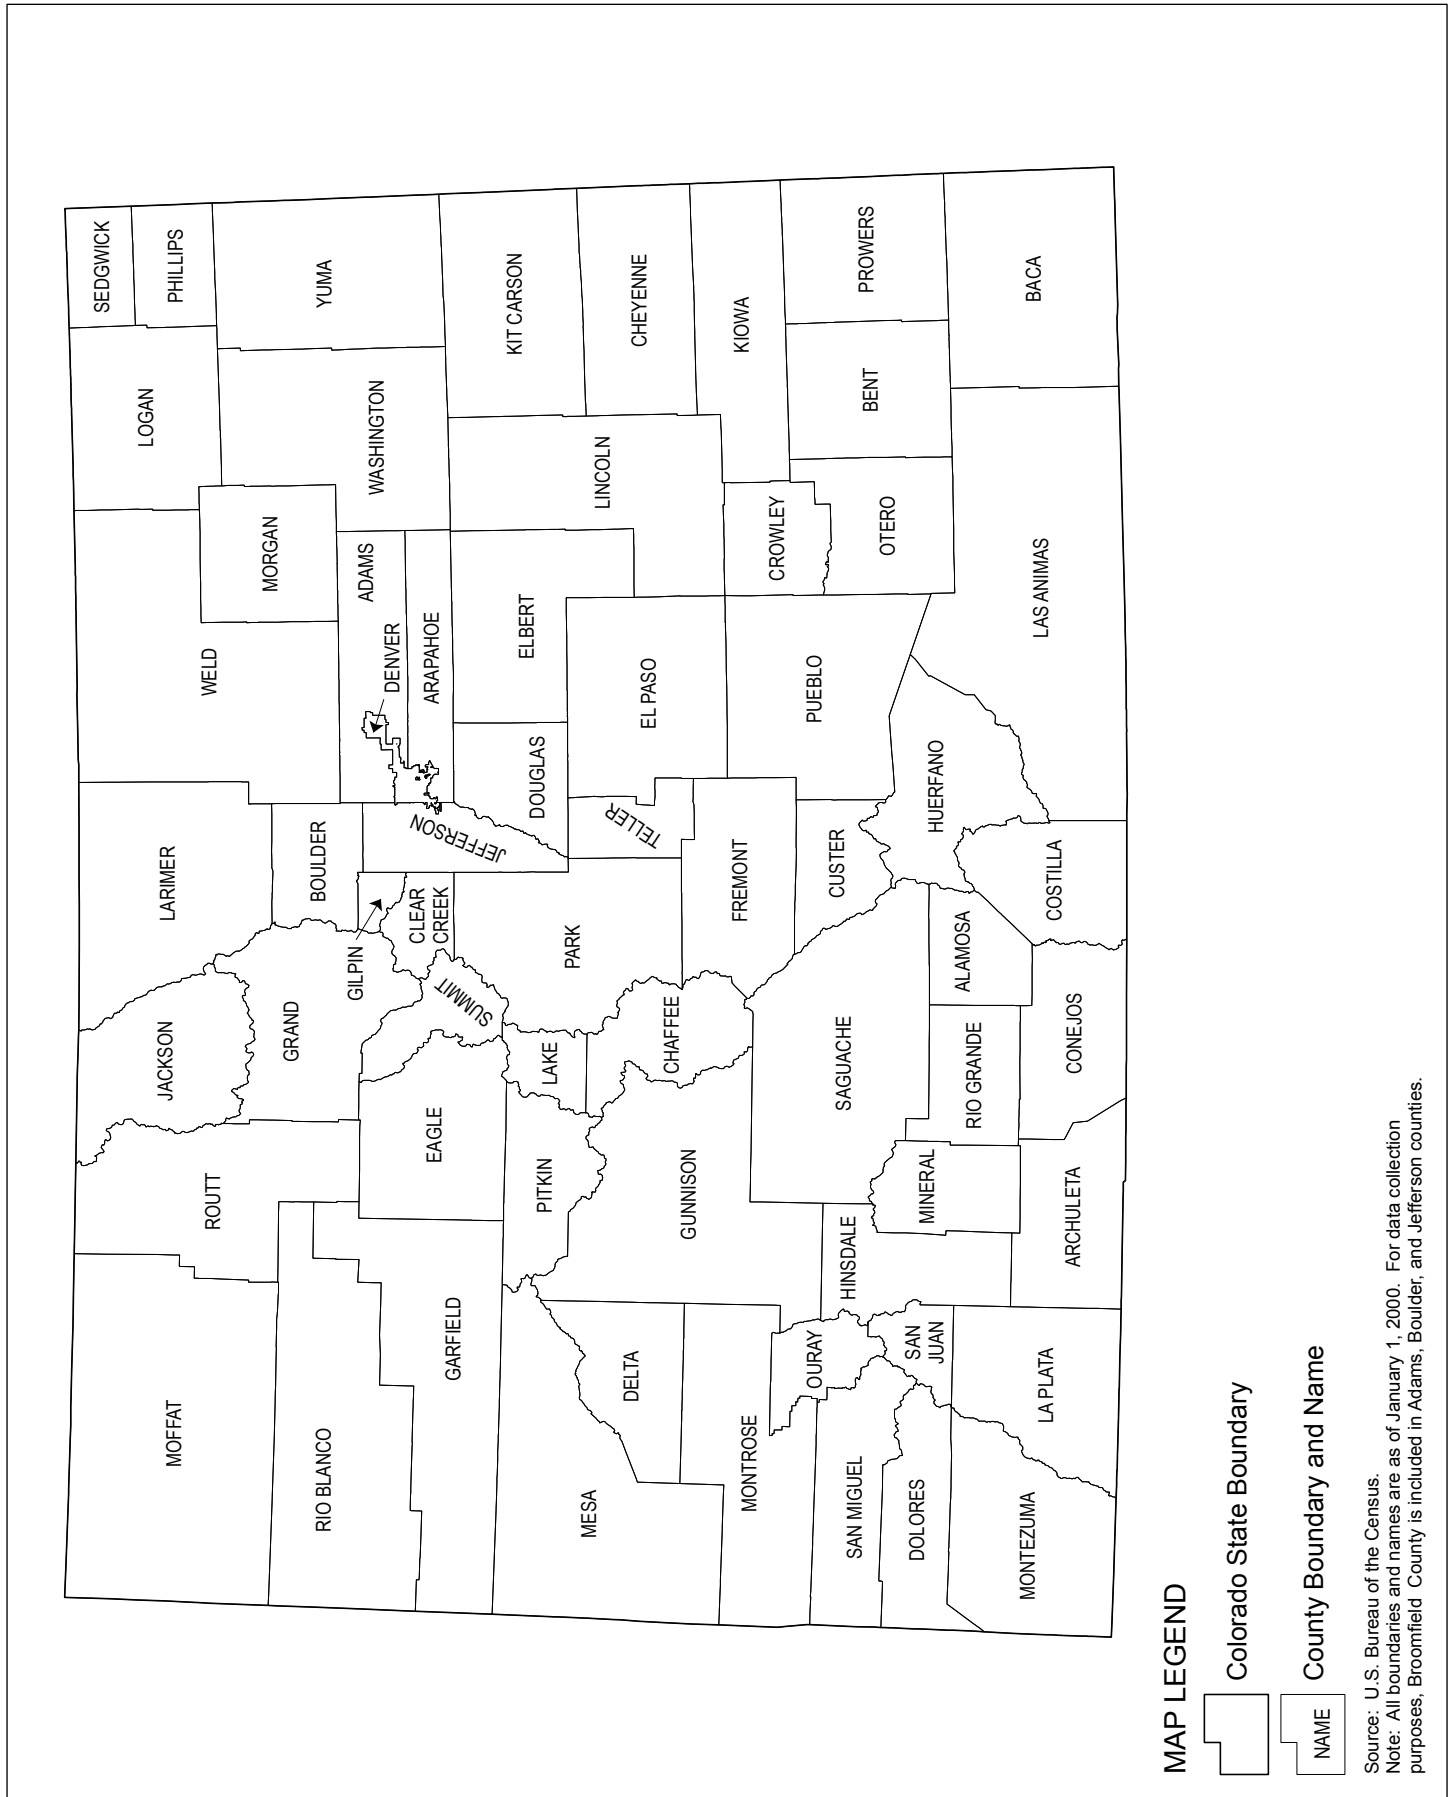 MOFFAT
ROUTT
JACKSON
LARIMER
WELD
LOGAN
SEDGWICK
PHILLIPS
MORGAN
GRAND
BOULDER
RIO BLANCO
YUMA
WASHINGTON
ADAMS
GILPIN
DENVER
CLEAR
CREEK
ARAPAHOE
JEFFERSON
EAGLE
SUMMIT
GARFIELD
PITKIN
LAKE
PARK
DOUGLAS
ELBERT
KIT CARSON
MESA
DELTA
GUNNISON
CHAFFEE
TELLER
EL PASO
LINCOLN
CHEYENNE
MONTROSE
FREMONT
KIOWA
CROWLEY
PUEBLO
OURAY
HINSDALE
SAGUACHE
CUSTER
SAN MIGUEL
DOLORES
SAN
JUAN
MINERAL
RIO GRANDE
ALAMOSA
HUERFANO
OTERO
BENT
PROWERS
MONTEZUMA
LA PLATA
ARCHULETA
CONEJOS
COSTILLA
LAS ANIMAS
BACA
MAP LEGEND
Colorado State Boundary
NAME
County Boundary and Name
Source: U.S. Bureau of the Census.
Note: All boundaries and names are as of January 1, 2000. For data collection
purposes, Broomfield County is included in Adams, Boulder, and Jefferson counties.